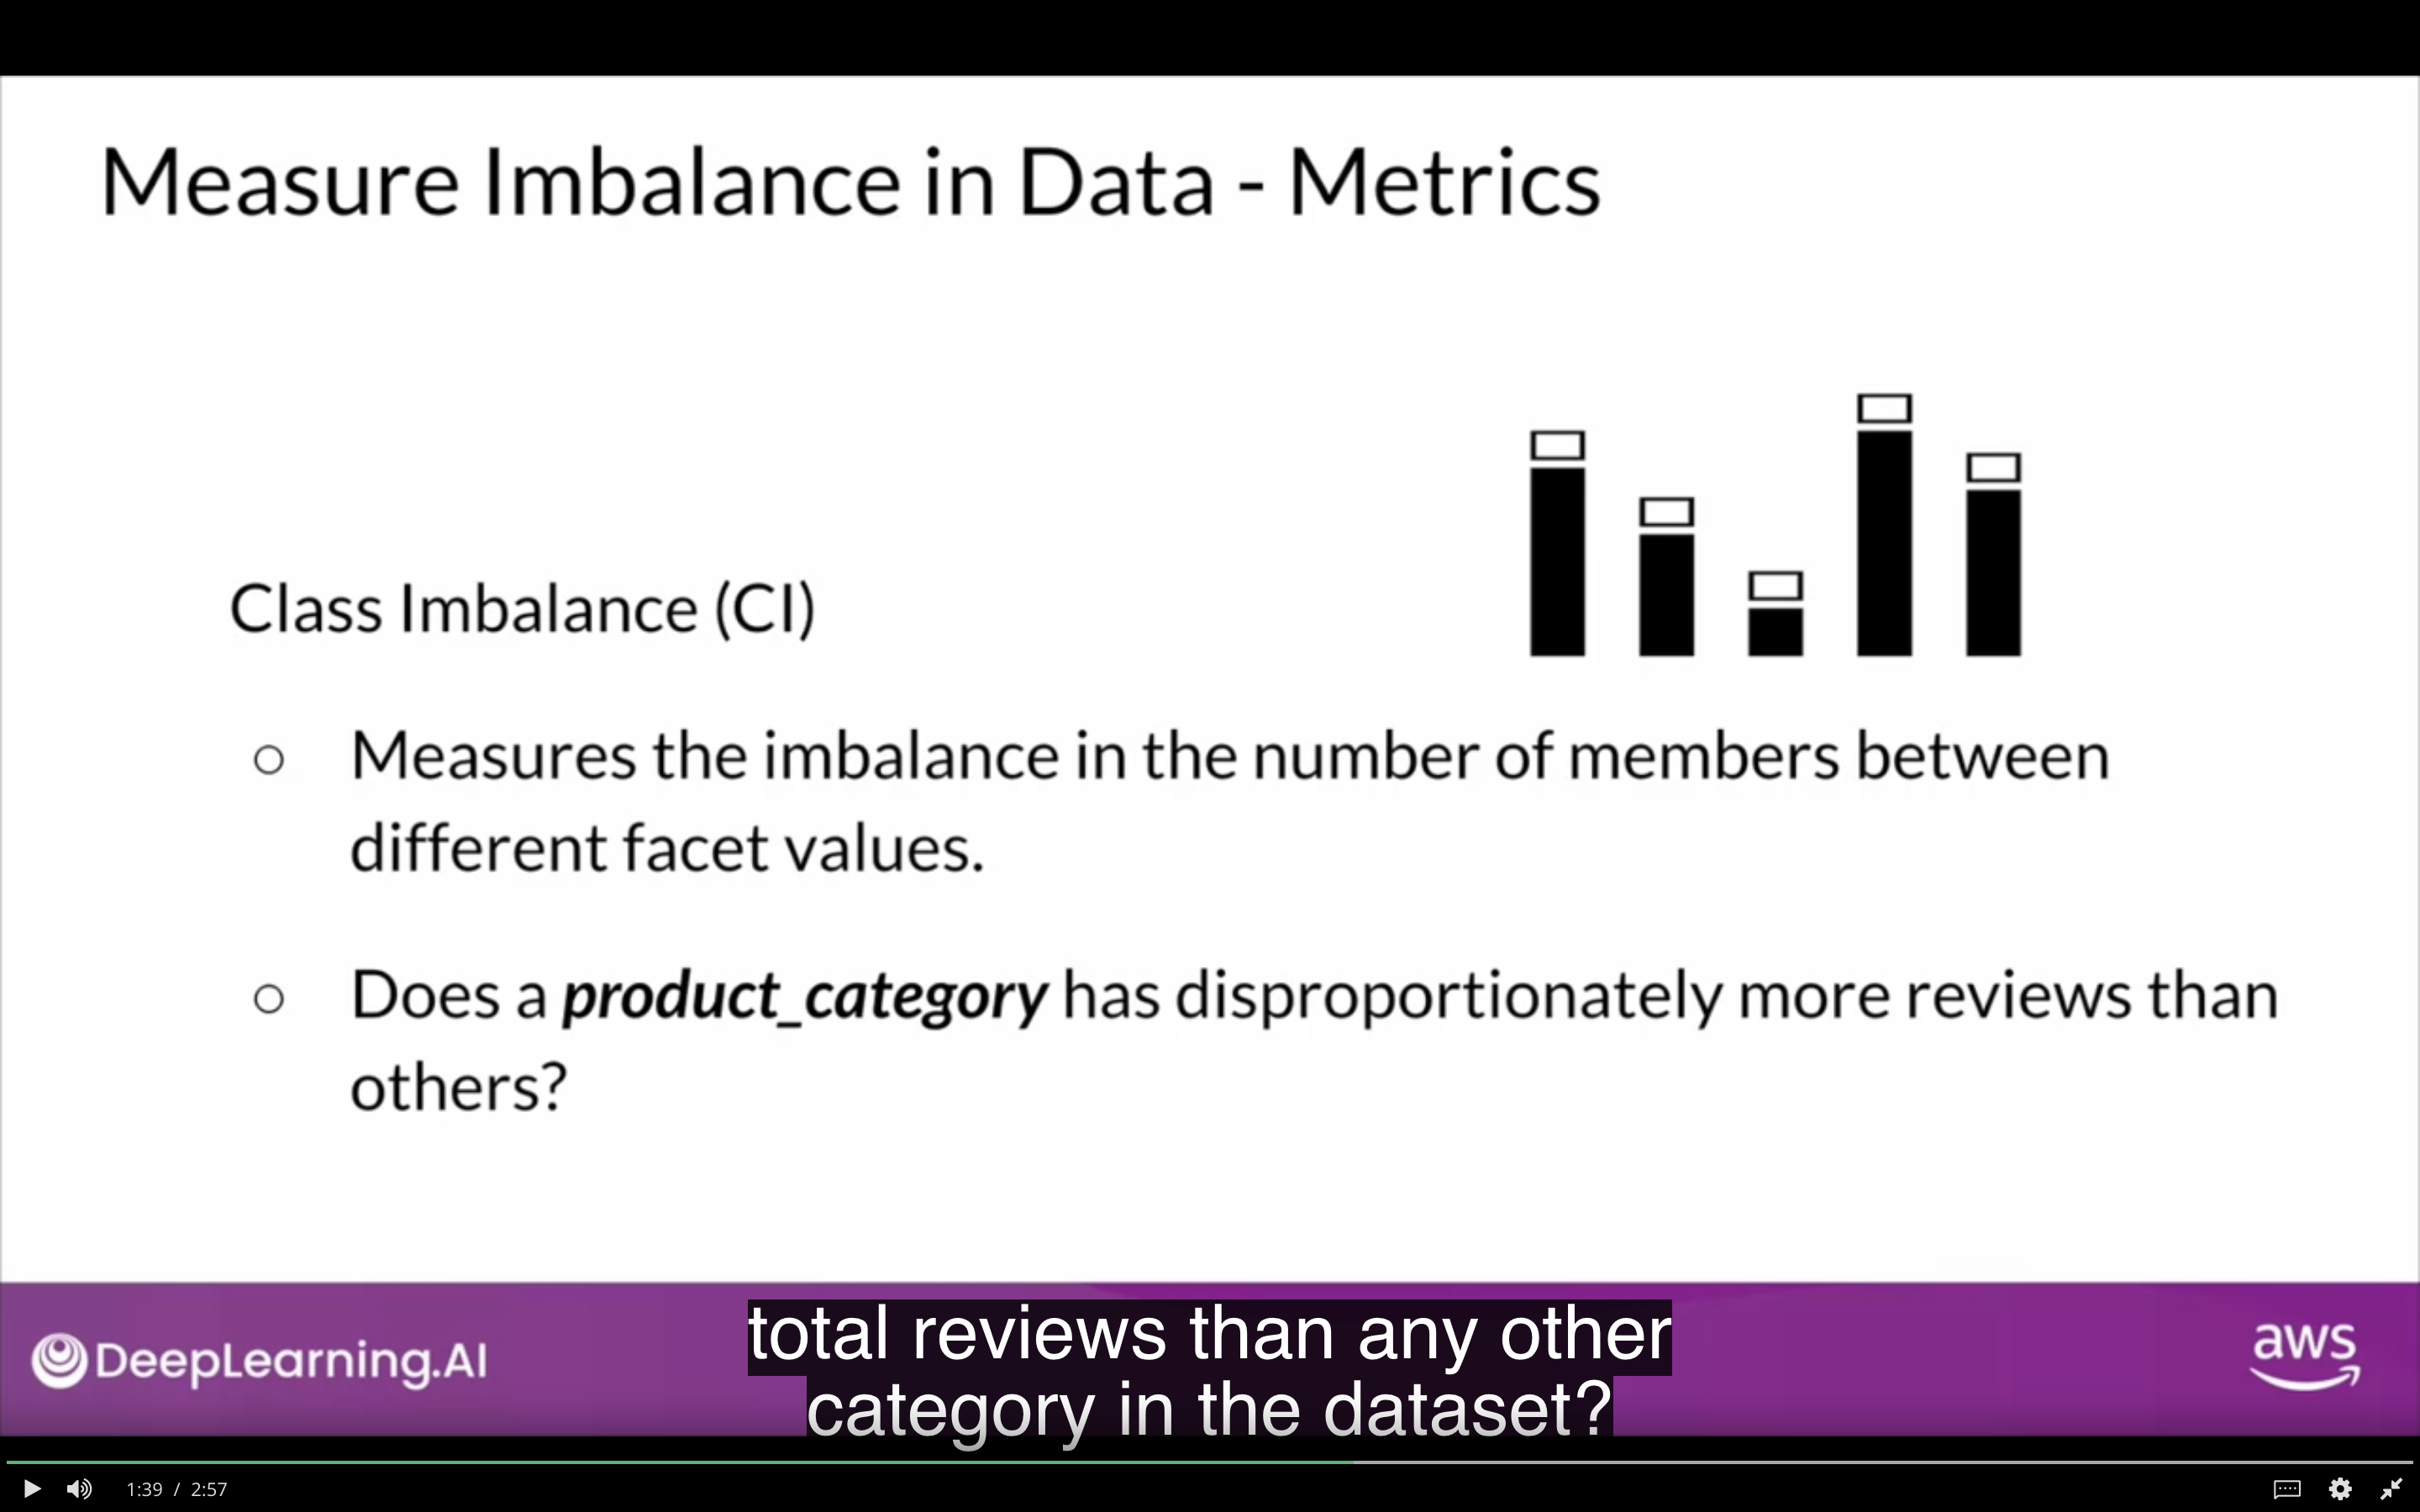 Measure Imbalance in Data - Metrics
Class Imbalance (CI)
○ Measures the imbalance in the number of members between
different facet values.
○ Does a product_category has disproportionately more reviews than
others?
DeepLearning.AI
total reviews than any other
category in the dataset?
aws
1:39 / 2:57